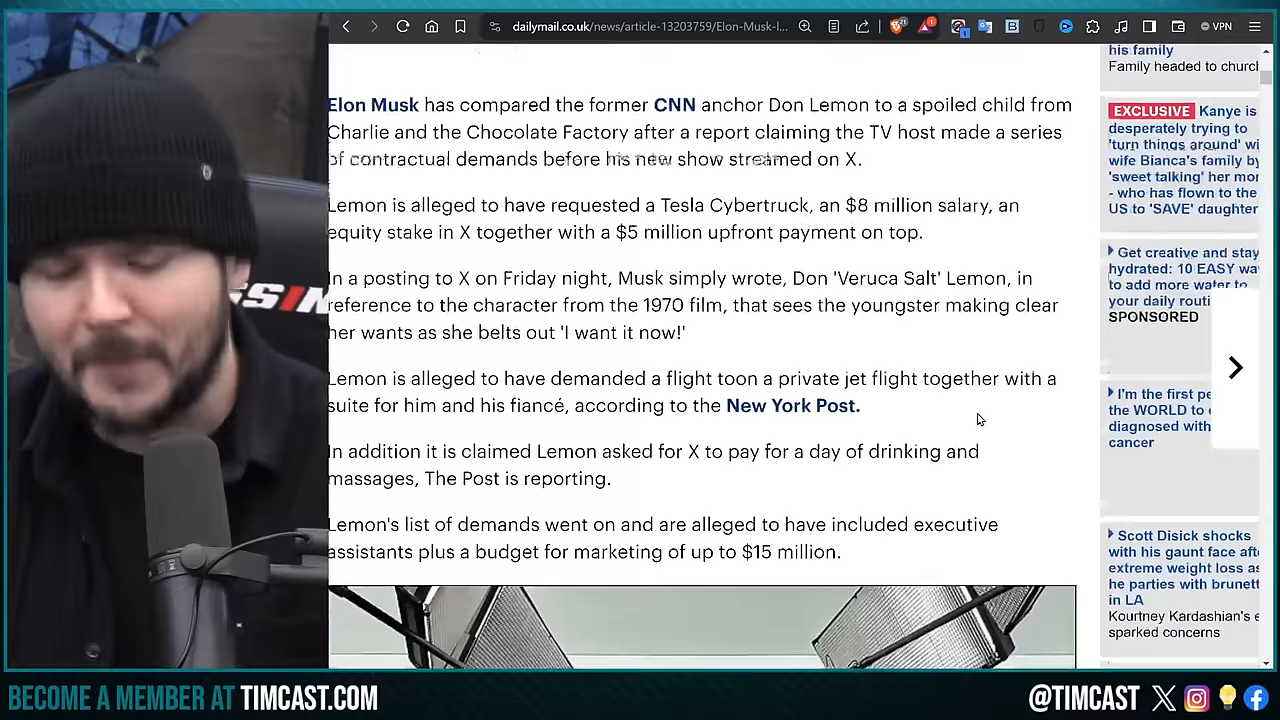 dailymail.co.uk/news/article-13203759/Elon-Musk-l...
21
1
1
B
VPN
Elon Musk has compared the former CNN anchor Don Lemon to a spoiled child from
Charlie and the Chocolate Factory after a report claiming the TV host made a series
of contractual demands before his new show streamed on X.
Lemon is alleged to have requested a Tesla Cybertruck, an $8 million salary, an
equity stake in X together with a $5 million upfront payment on top.
In a posting to X on Friday night, Musk simply wrote, Don 'Veruca Salt' Lemon, in
reference to the character from the 1970 film, that sees the youngster making clear
her wants as she belts out 'I want it now!'
Lemon is alleged to have demanded a flight toon a private jet flight together with a
suite for him and his fiancé, according to the New York Post.
In addition it is claimed Lemon asked for X to pay for a day of drinking and
massages, The Post is reporting.
Lemon's list of demands went on and are alleged to have included executive
assistants plus a budget for marketing of up to $15 million.
his family
Family headed to church
EXCLUSIVE Kanye is
desperately trying to
'turn things around' wi
wife Bianca's family by
'sweet talking' her mor
- who has flown to the
US to 'SAVE' daughter
Get creative and stay
hydrated: 10 EASY wa
to add more water to
your daily routi
SPONSORED
I'm the first pe
the WORLD to
diagnosed with
cancer
Scott Disick shocks
with his gaunt face afte
extreme weight loss as
he parties with brunett
in LA
Kourtney Kardashian's e
sparked concerns
SSIN
BECOME A MEMBER AT TIMCAST.COM
@TIMCAST